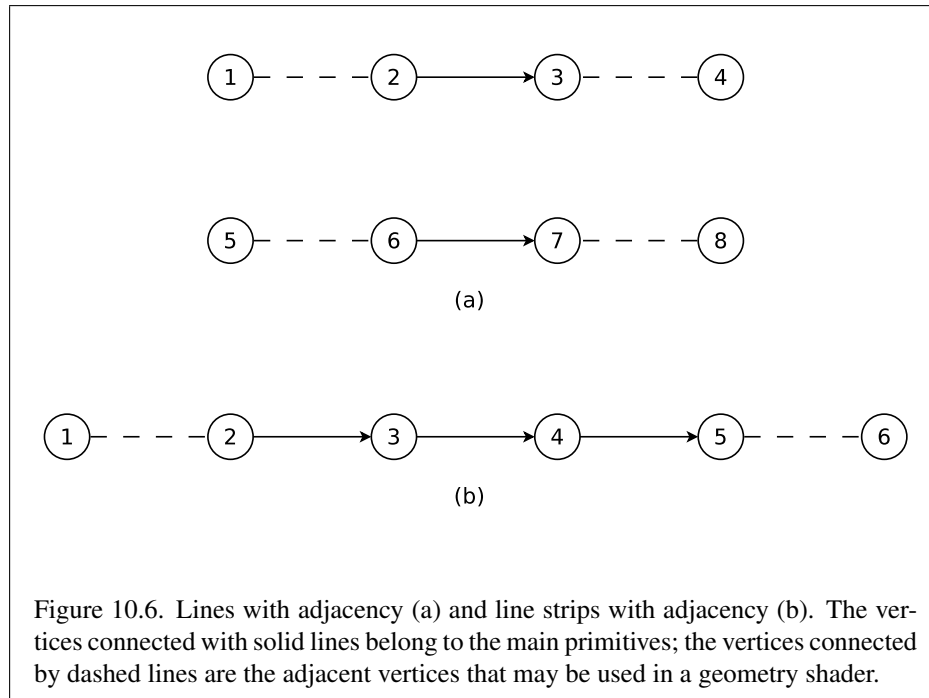 1 2 3 4
5 6 7 8
(a)
1 2 3 4 5 6
(b)
Figure 10.6. Lines with adjacency (a) and line strips with adjacency (b). The ver-
tices connected with solid lines belong to the main primitives; the vertices connected
by dashed lines are the adjacent vertices that may be used in a geometry shader.